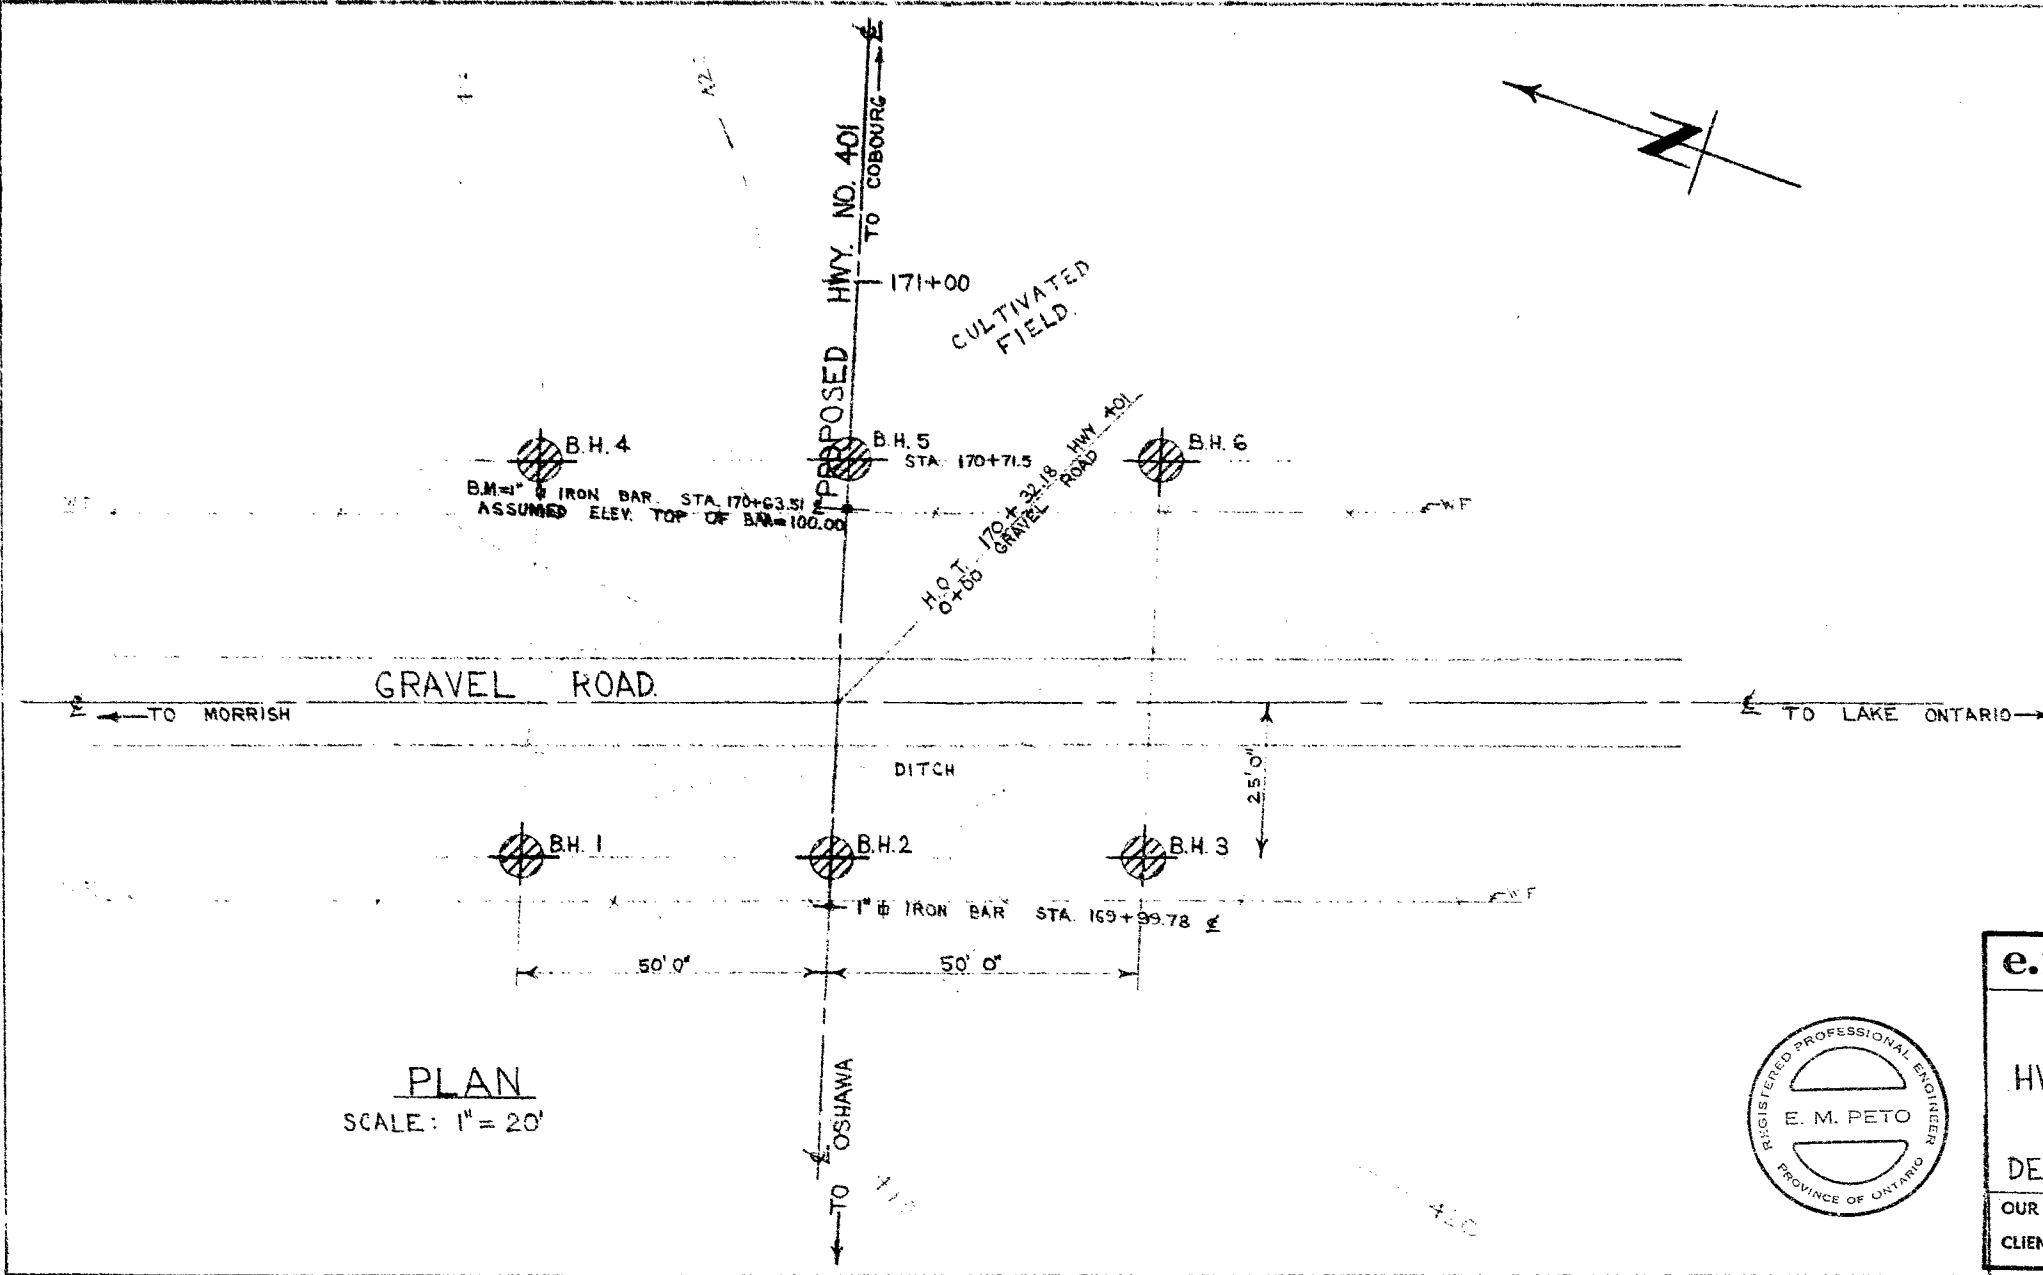 ℄
TO COBOURG
PROPOSED HWY. NO. 401
N
171+00
CULTIVATED
FIELD.
B.H. 4
B.H. 5
STA. 170+71.5
B.H. 6
B.M=1" ϕ IRON BAR. STA. 170+63.51 ℄
ASSUMED ELEV. TOP OF B.M=100.00
W F
H.O.T. 170+32.18 HWY 401
0+00 GRAVEL ROAD
GRAVEL ROAD.
℄ TO MORRISH
℄ TO LAKE ONTARIO
DITCH
25'0"
B.H. 1
B.H. 2
B.H. 3
W F
1" ϕ IRON BAR STA. 169+99.78 ℄
50' 0"
50' 0"
PLAN
SCALE: 1" = 20'
℄
TO OSHAWA
420
REGISTERED PROFESSIONAL ENGINEER
E. M. PETO
PROVINCE OF ONTARIO
e.
HW
DE
OUR
CLIEN